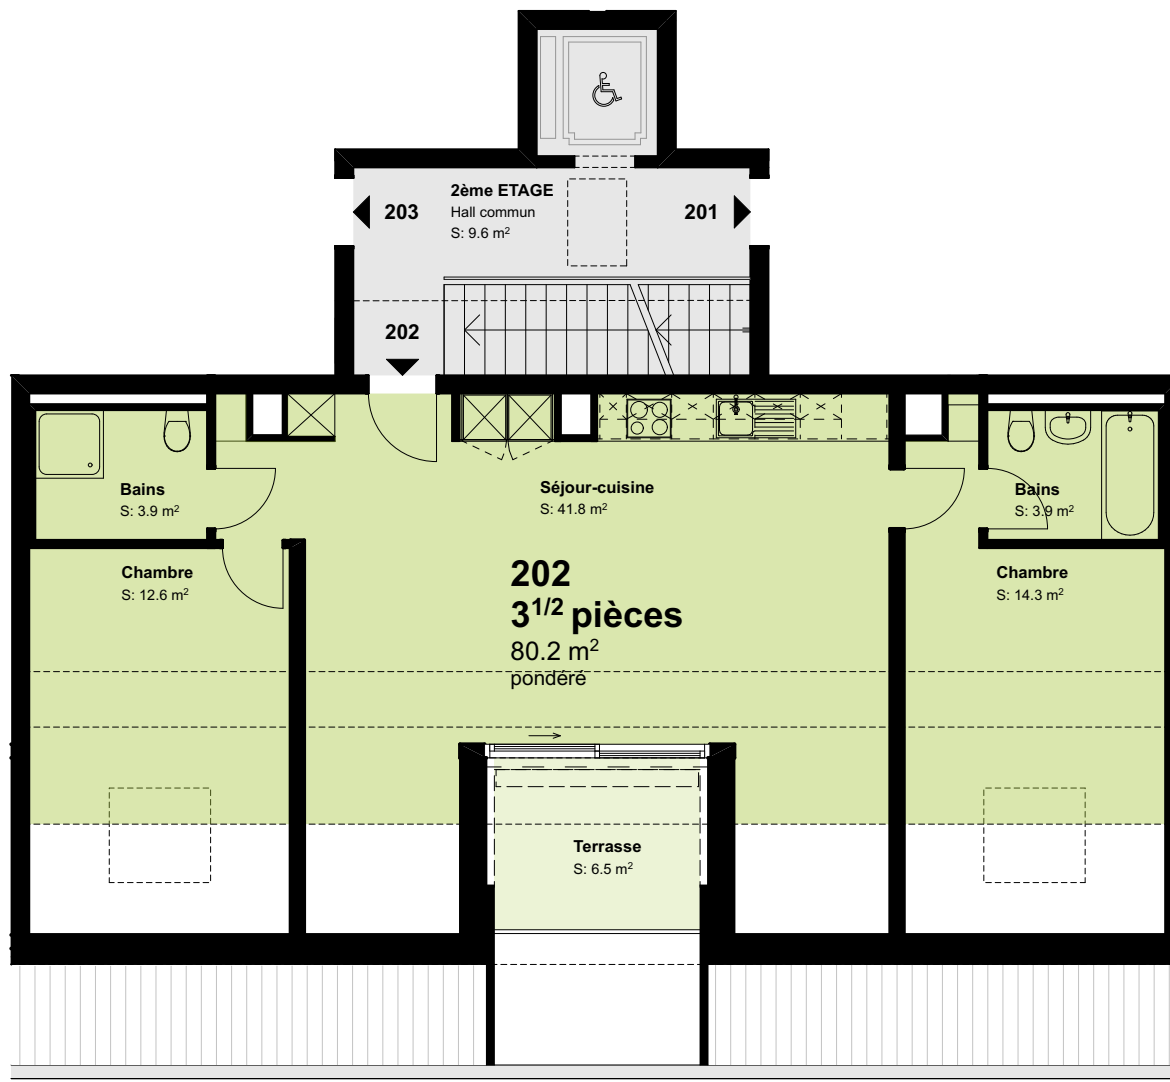 2ème ETAGE
Hall commun
S: 9.6 m²
203
201
202
Bains
S: 3.9 m²
Séjour-cuisine
S: 41.8 m²
Bains
S: 3.9 m²
Chambre
S: 12.6 m²
202
3 1/2 pièces
80.2 m²
pondéré
Chambre
S: 14.3 m²
Terrasse
S: 6.5 m²